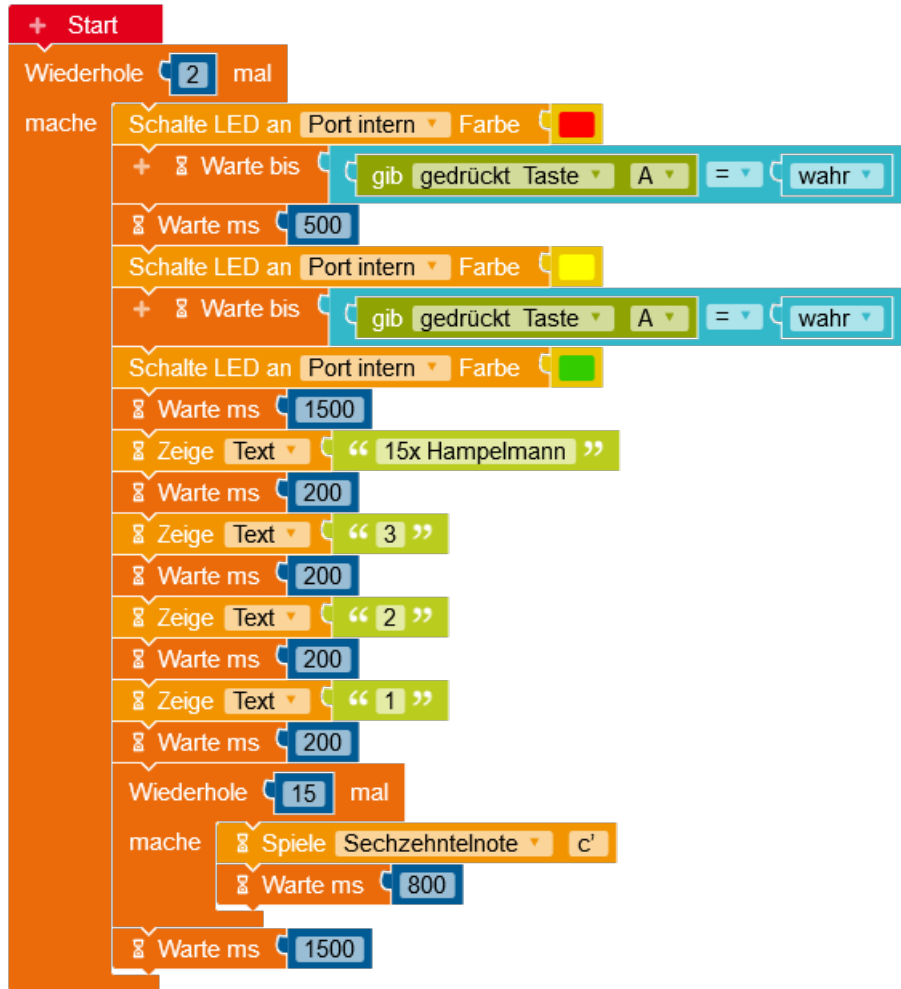 + Start
Wiederhole 2 mal
mache Schalte LED an Port intern Farbe
+ Warte bis gib gedrückt Taste A = wahr
Warte ms 500
Schalte LED an Port intern Farbe
+ Warte bis gib gedrückt Taste A = wahr
Schalte LED an Port intern Farbe
Warte ms 1500
Zeige Text “ 15x Hampelmann ”
Warte ms 200
Zeige Text “ 3 ”
Warte ms 200
Zeige Text “ 2 ”
Warte ms 200
Zeige Text “ 1 ”
Warte ms 200
Wiederhole 15 mal
mache Spiele Sechzehntelnote c'
Warte ms 800
Warte ms 1500